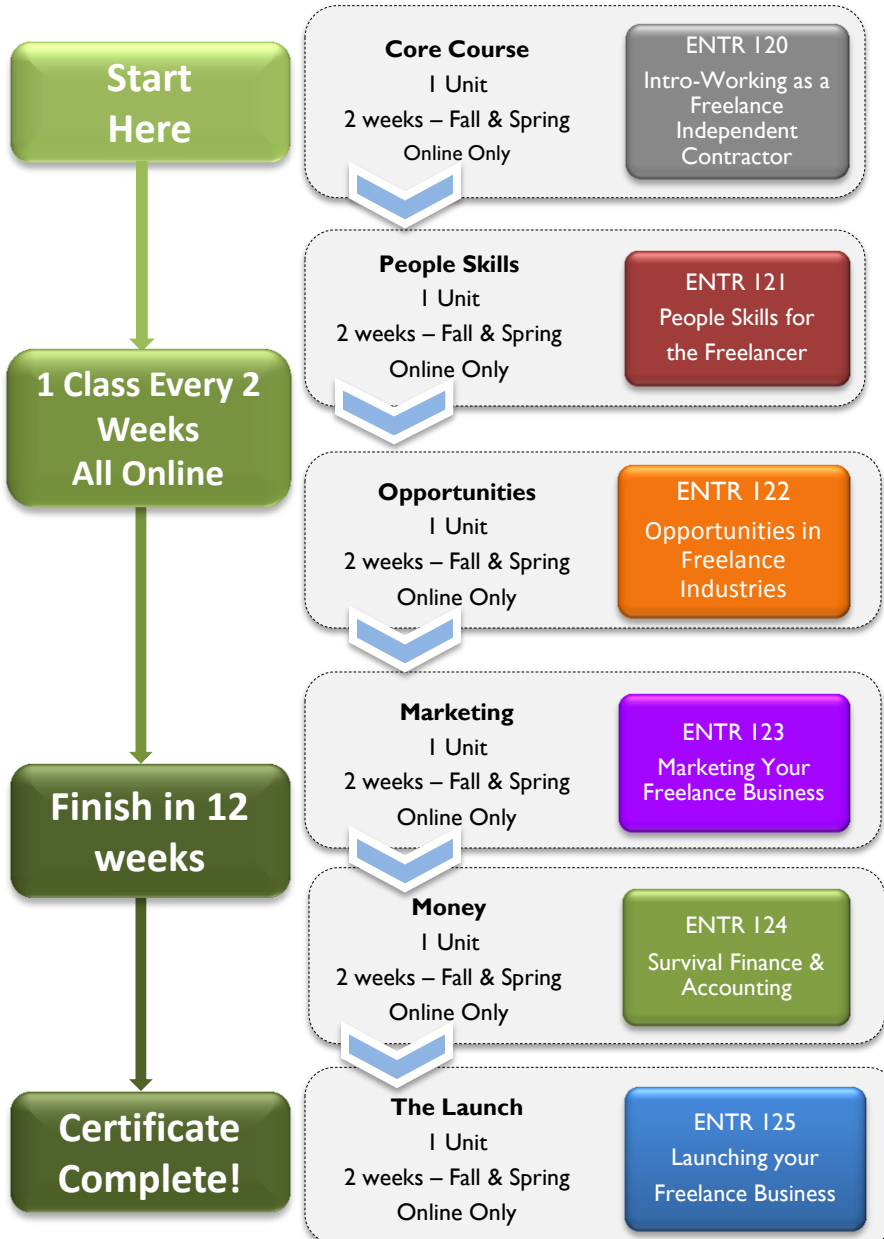 Start
Here
1 Class Every 2
Weeks
All Online
Finish in 12
weeks
Certificate
Complete!
Core Course
1 Unit
2 weeks – Fall & Spring
Online Only
ENTR 120
Intro-Working as a
Freelance
Independent
Contractor
People Skills
1 Unit
2 weeks – Fall & Spring
Online Only
ENTR 121
People Skills for
the Freelancer
Opportunities
1 Unit
2 weeks – Fall & Spring
Online Only
ENTR 122
Opportunities in
Freelance
Industries
Marketing
1 Unit
2 weeks – Fall & Spring
Online Only
ENTR 123
Marketing Your
Freelance Business
Money
1 Unit
2 weeks – Fall & Spring
Online Only
ENTR 124
Survival Finance &
Accounting
The Launch
1 Unit
2 weeks – Fall & Spring
Online Only
ENTR 125
Launching your
Freelance Business